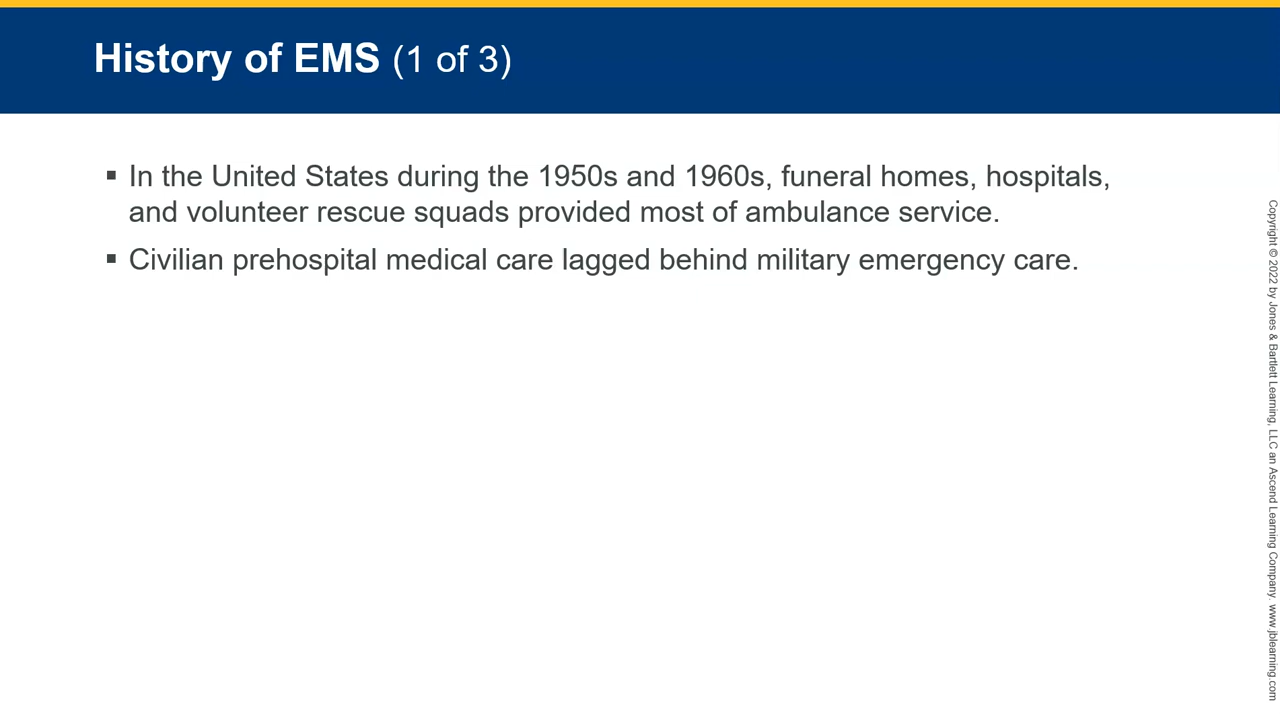 History of EMS (1 of 3)
▪ In the United States during the 1950s and 1960s, funeral homes, hospitals,
and volunteer rescue squads provided most of ambulance service.
▪ Civilian prehospital medical care lagged behind military emergency care.
Copyright © 2022 by Jones & Bartlett Learning, LLC an Ascend Learning Company. www.jblearning.com